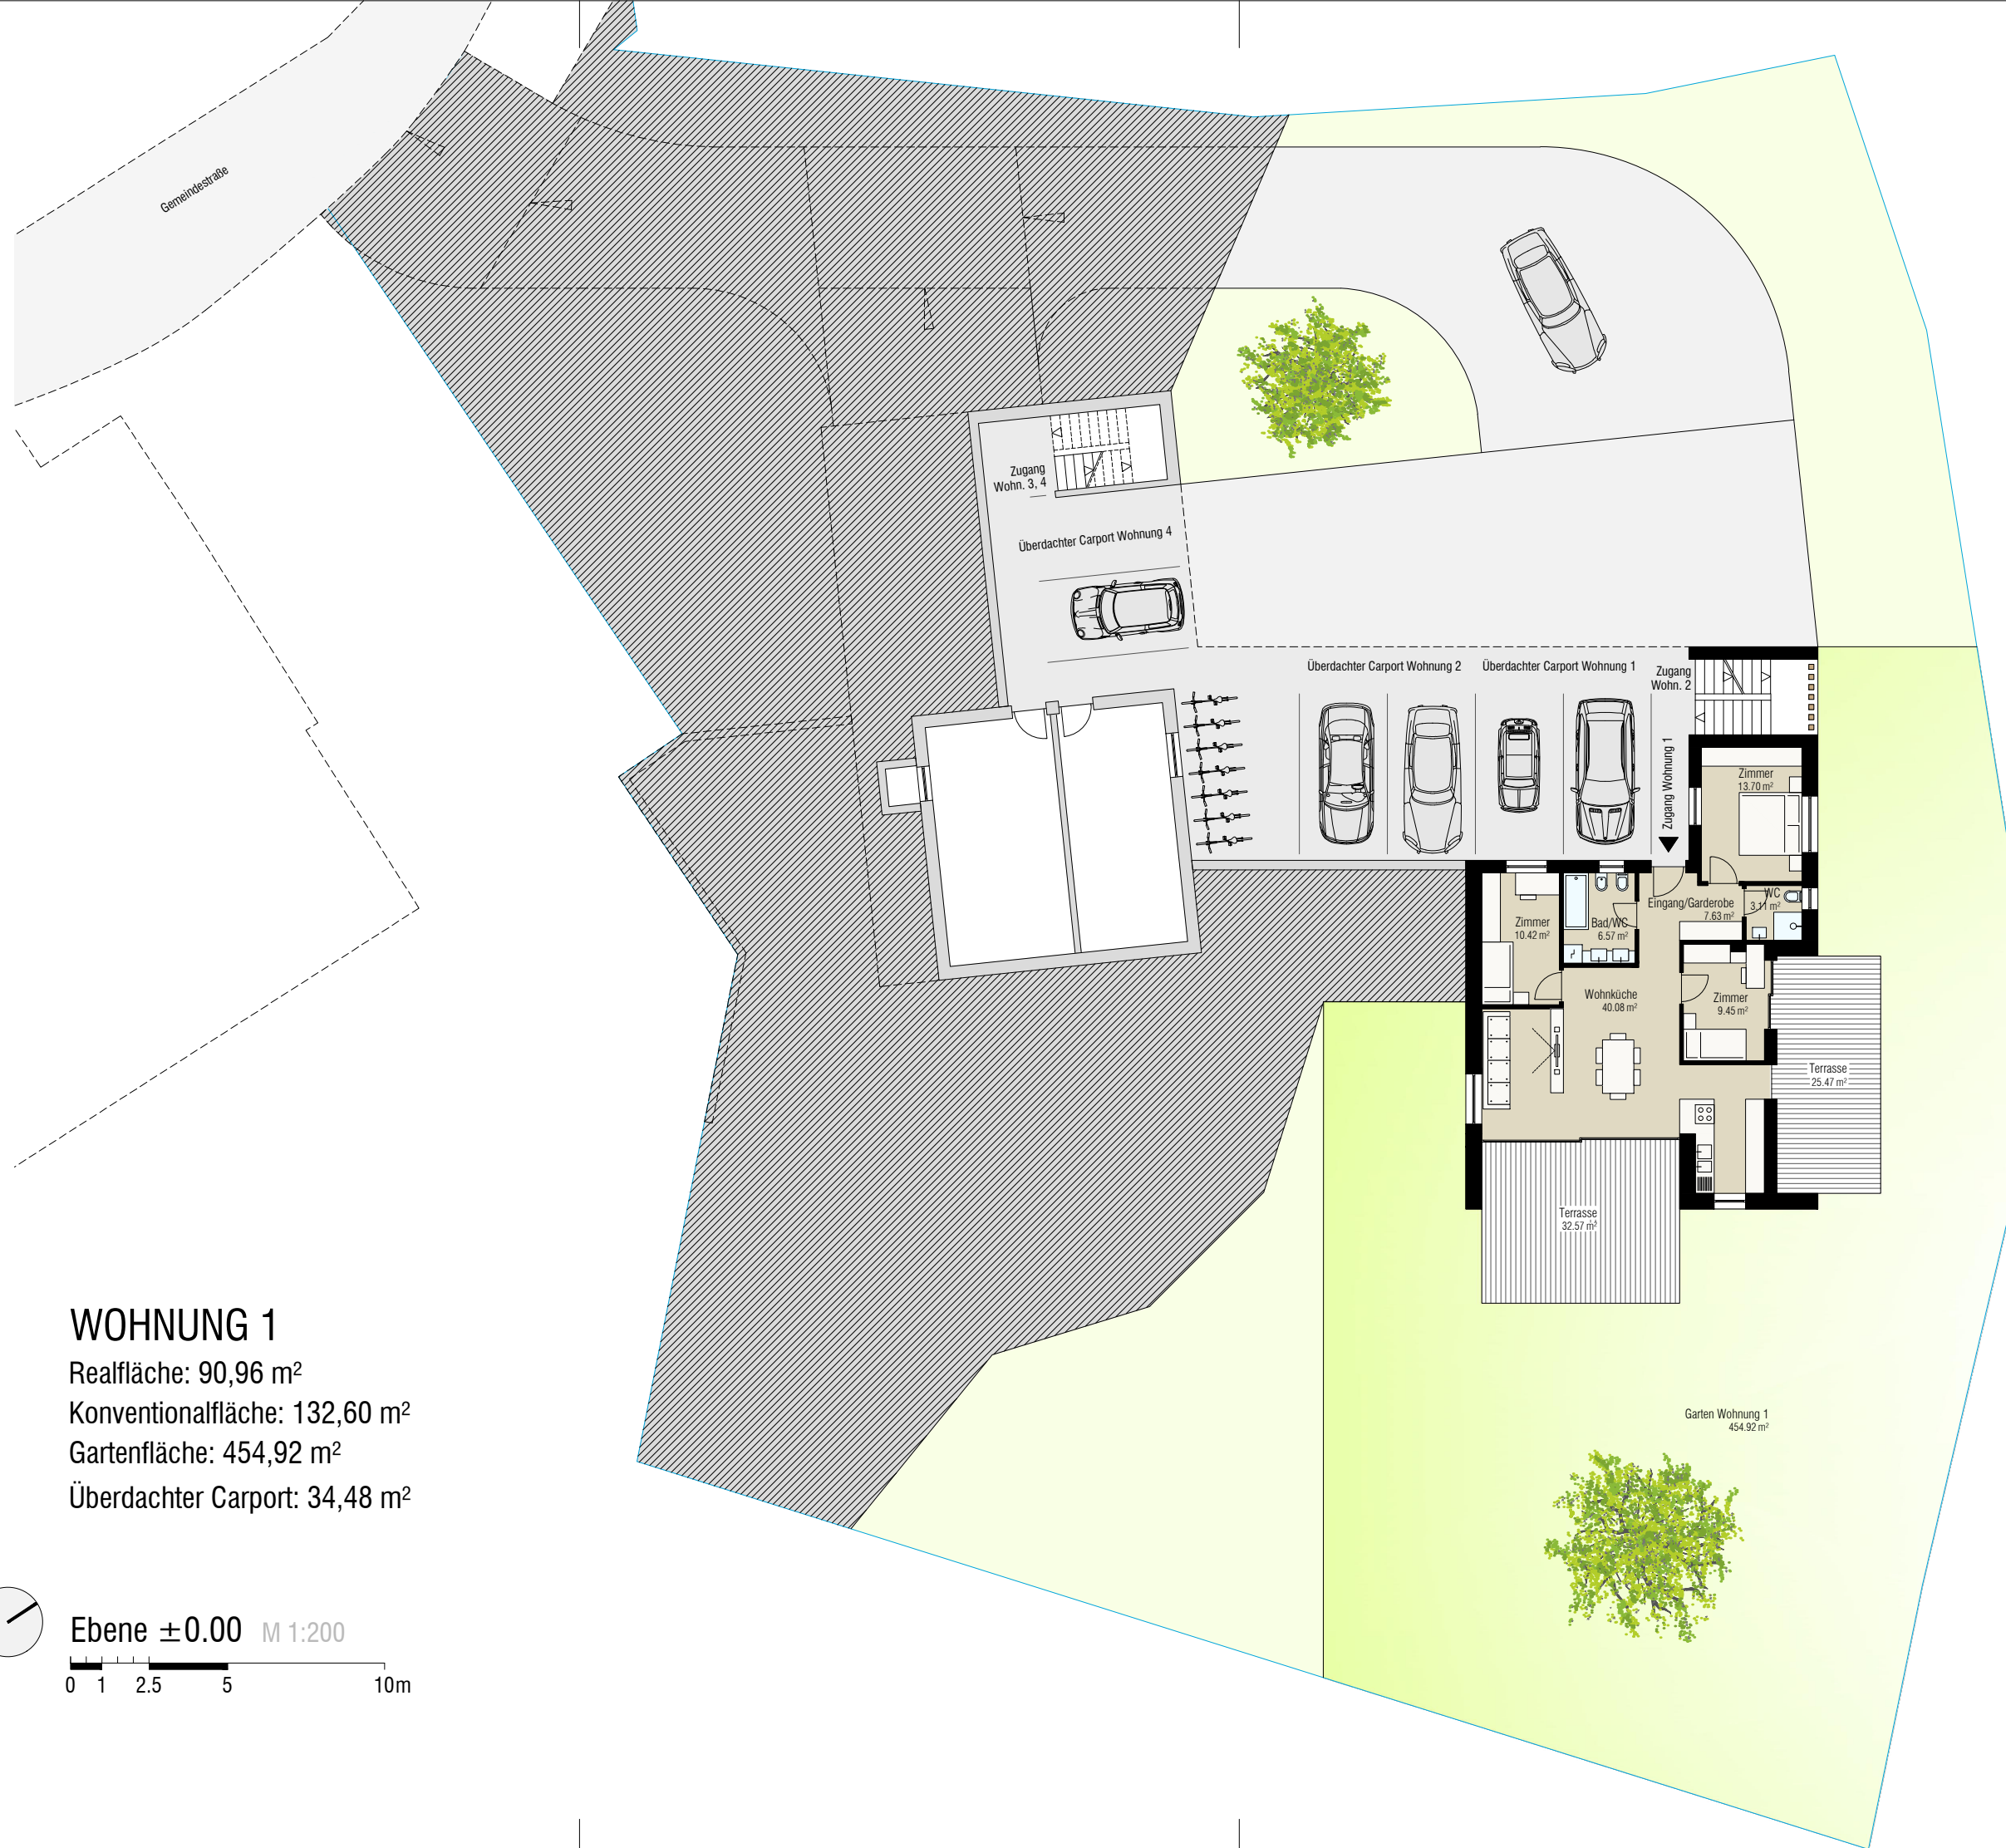 Gemeindestraße
Zugang
Wohn. 3, 4
Überdachter Carport Wohnung 4
Überdachter Carport Wohnung 2
Überdachter Carport Wohnung 1
Zugang
Wohn. 2
Zugang Wohnung 1
Zimmer
13.70 m²
WC
3.11 m²
Eingang/Garderobe
7.63 m²
Bad/WC
6.57 m²
Zimmer
10.42 m²
Wohnküche
40.08 m²
Zimmer
9.45 m²
Terrasse
25.47 m²
Terrasse
32.57 m²
Garten Wohnung 1
454.92 m²
WOHNUNG 1
Realfläche: 90,96 m²
Konventionalfläche: 132,60 m²
Gartenfläche: 454,92 m²
Überdachter Carport: 34,48 m²
Ebene ±0.00 M 1:200
0 1 2.5 5 10m